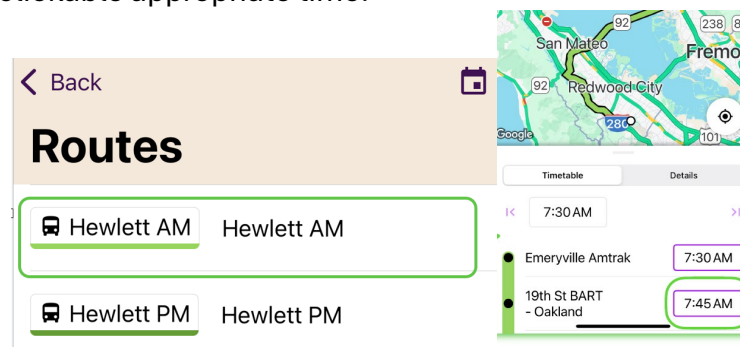 Back
Routes
Hewlett AM Hewlett AM
Hewlett PM Hewlett PM
92
238
San Mateo
Fremo
92
Redwood City
280
Google
101
Timetable Details
7:30 AM
Emeryville Amtrak 7:30 AM
19th St BART
- Oakland
7:45 AM